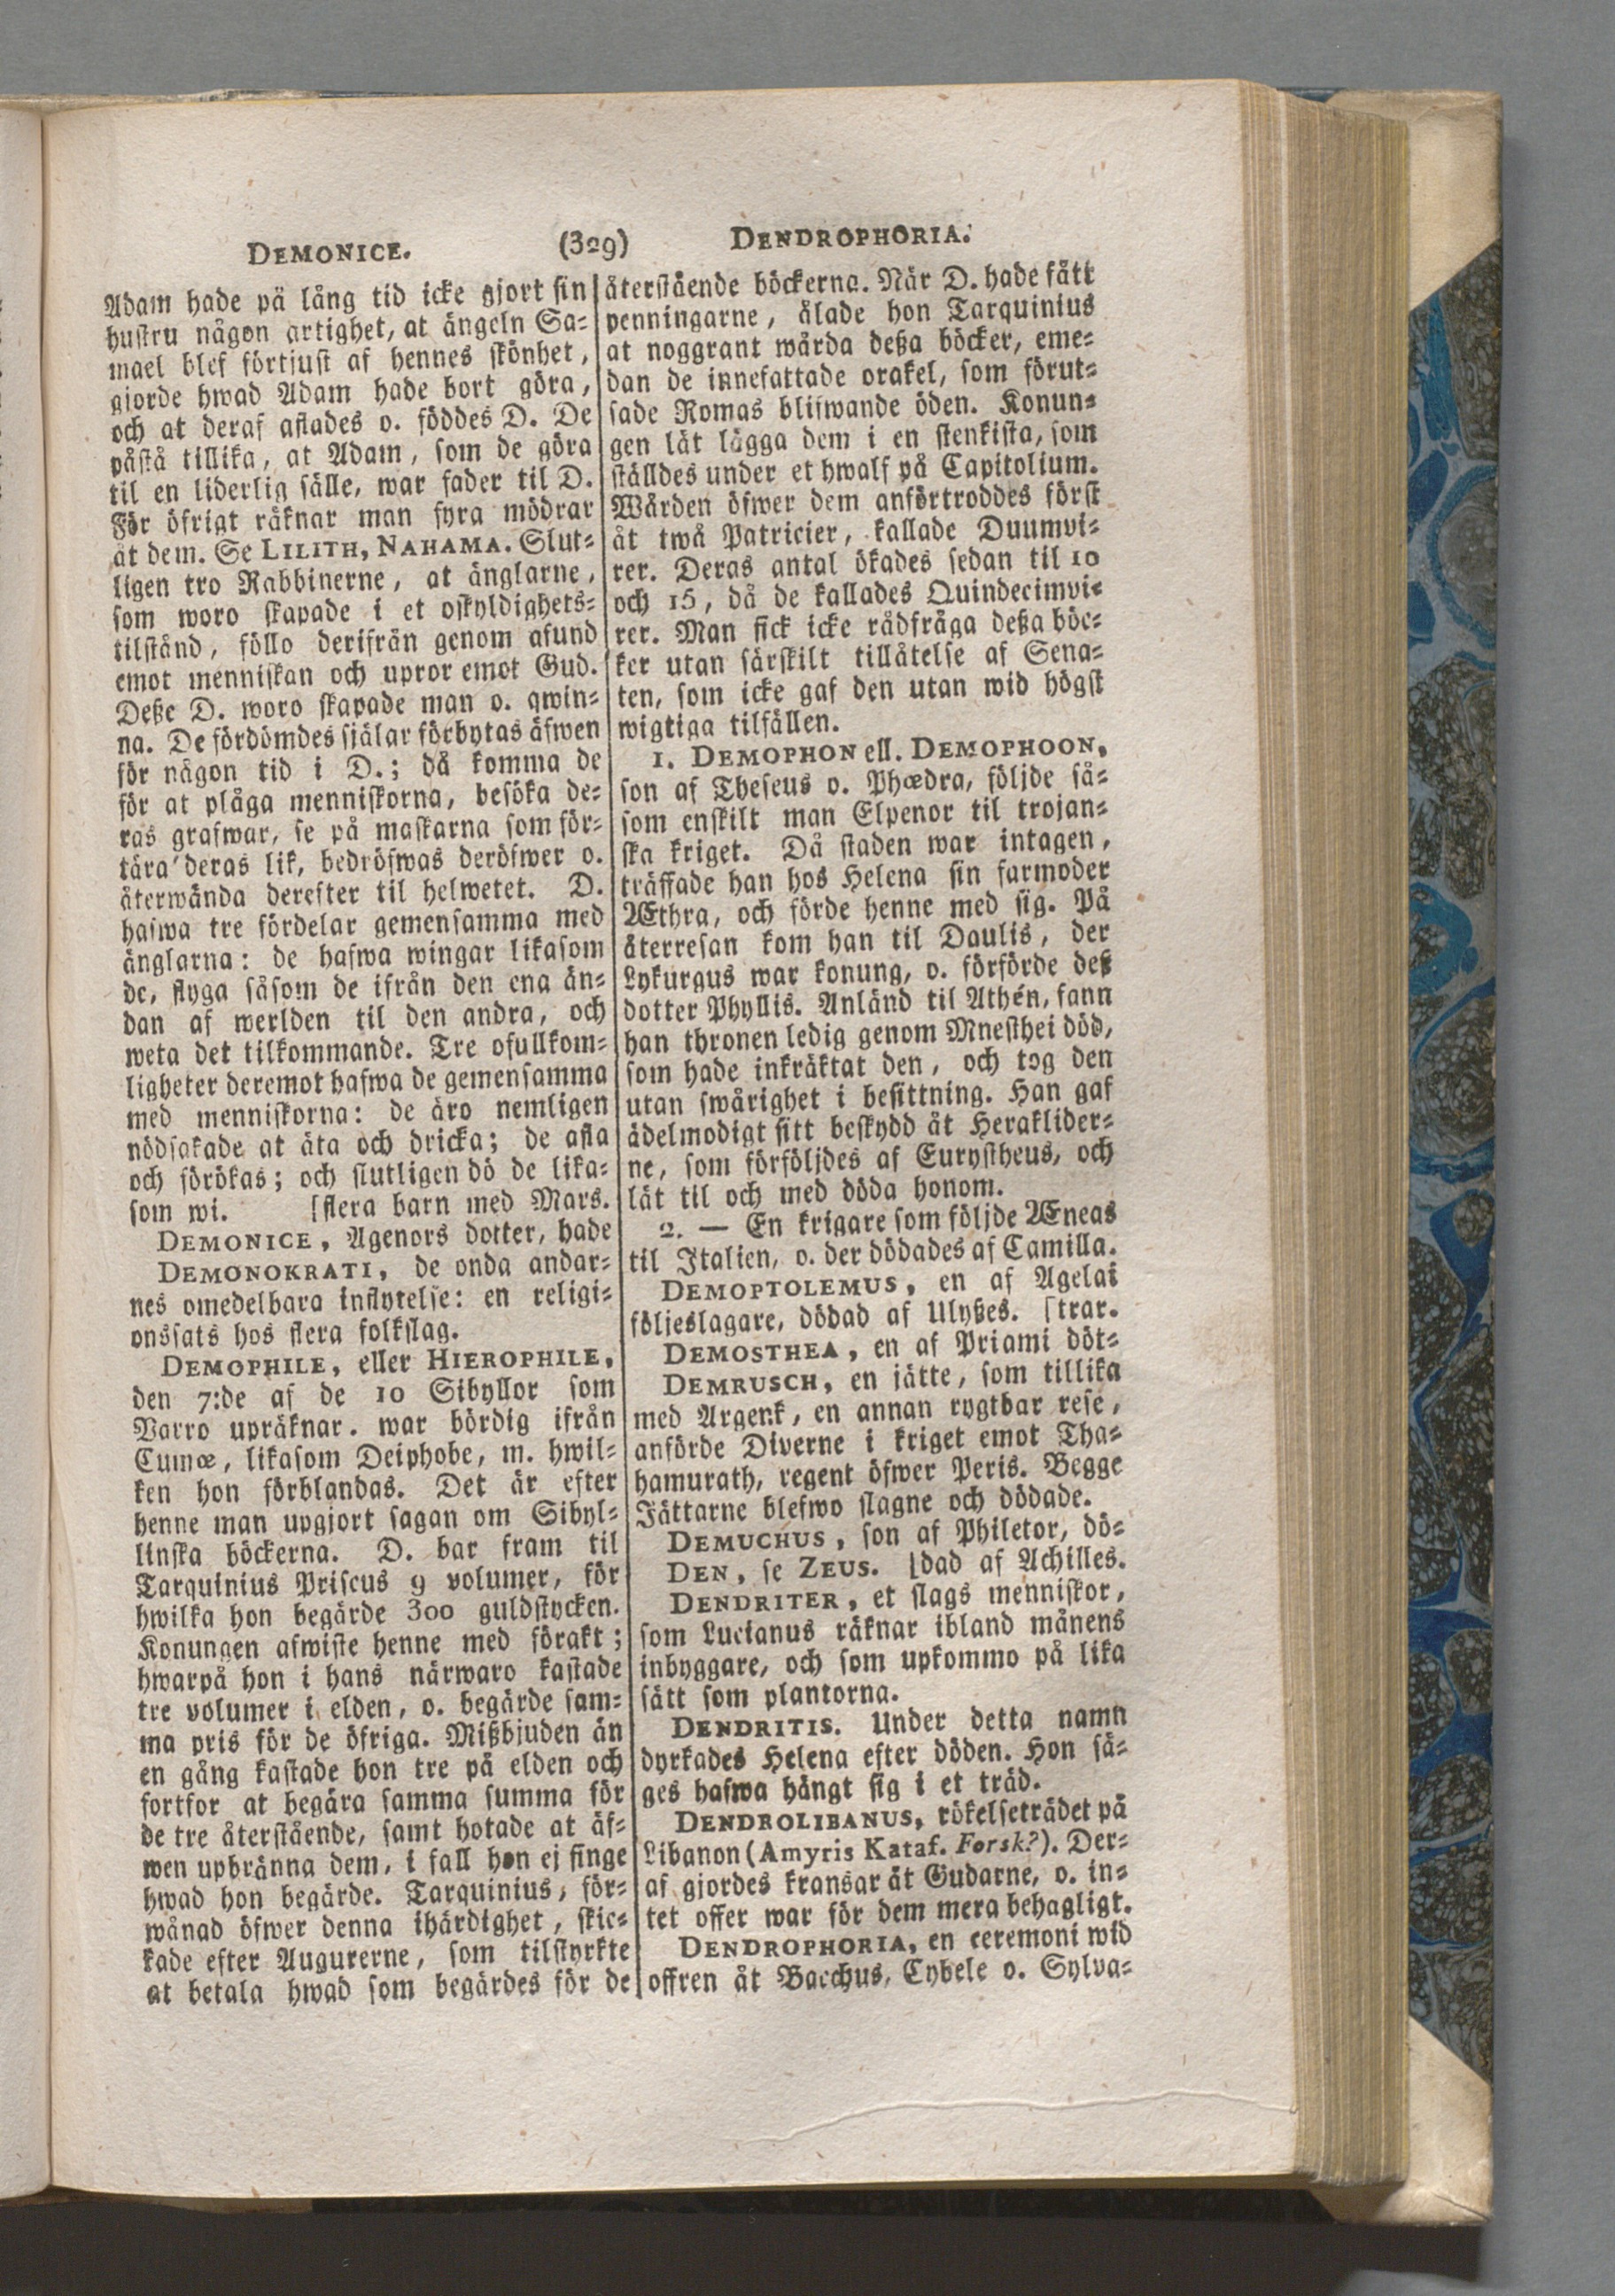 DEMONICE. (329) DENDROPHORIA.
Adam hade på lång tid icke gjort sin
hustru någon artighet, at ängeln Sa-
mael blef förtjust af hennes skönhet,
gjorde hwad Adam hade bort göra,
och at deraf aflades o. föddes D. De
påstå tillika, at Adam, som de göra
til en liderlig sälle, war fader til D.
För öfrigt räknar man fyra mödrar
åt dem. Se LILITH, NAHAMA. Slut-
ligen tro Rabbinerne, at änglarne,
som woro skapade i et oskyldighets-
tilstånd, föllo derifrån genom afund
emot menniskan och upror emot Gud.
Deße D. woro skapade man o. qwin-
na. De fördömdes själar förbytas äfwen
för någon tid i D.; då komma de
för at plåga menniskorna, besöka de-
ras grafwar, se på maskarna som för-
tära deras lik, bedröfwas deröfwer o.
återwända derefter til helwetet. D.
hafwa tre fördelar gemensamma med
änglarna: de hafwa wingar likasom
de, flyga såsom de ifrån den ena än-
dan af werlden til den andra, och
weta det tilkommande. Tre ofullkom-
ligheter deremot hafwa de gemensamma
med menniskorna: de äro nemligen
nödsakade at äta och dricka; de afla
och förökas; och slutligen dö de lika-
som wi. [flera barn med Mars.
DEMONICE, Agenors dotter, hade
DEMONOKRATI, de onda andar-
nes omedelbara inflytelse: en religi-
onssats hos flera folkslag.
DEMOPHILE, eller HIEROPHILE,
den 7:de af de 10 Sibyllor som
Varro upräknar. war bördig ifrån
Cumæ, likasom Deiphobe, m. hwil-
ken hon förblandas. Det är efter
henne man upgjort sagan om Sibyl-
linska böckerna. D. bar fram til
Tarquinius Priscus 9 volumer, för
hwilka hon begärde 300 guldstycken.
Konungen afwiste henne med förakt;
hwarpå hon i hans närwaro kastade
tre volumer i elden, o. begärde sam-
ma pris för de öfriga. Mißbjuden än
en gång kastade hon tre på elden och
fortfor at begära samma summa för
de tre återstående, samt hotade at äf-
wen upbränna dem, i fall hon ej finge
hwad hon begärde. Tarquinius, för-
wånad öfwer denna ihärdighet, skic-
kade efter Augurerne, som tilstyrkte
at betala hwad som begärdes för de
återstående böckerna. När D. hade fått
penningarne, ålade hon Tarquinius
at noggrant wårda deßa böcker, eme-
dan de innefattade orakel, som förut-
sade Romas blifwande öden. Konun-
gen lät lägga dem i en stenkista, som
ställdes under et hwalf på Capitolium.
Wården öfwer dem anförtroddes först
åt twå Patricier, kallade Duumvi-
rer. Deras antal ökades sedan til 10
och 15, då de kallades Quindecimvi-
rer. Man fick icke rådfråga deßa böc-
ker utan särskilt tillåtelse af Sena-
ten, som icke gaf den utan wid högst
wigtiga tilfällen.
1. DEMOPHON ell. DEMOPHOON,
son af Theseus o. Phædra, följde så-
som enskilt man Elpenor til trojan-
ska kriget. Då staden war intagen,
träffade han hos Helena sin farmoder
Æthra, och förde henne med sig. På
återresan kom han til Daulis, der
Lykurgus war konung, o. förförde deß
dotter Phyllis. Anländ til Athén, fann
han thronen ledig genom Mnesthei död,
som hade inkräktat den, och tog den
utan swårighet i besittning. Han gaf
ädelmodigt sitt beskydd åt Heraklider-
ne, som förföljdes af Eurystheus, och
lät til och med döda honom.
2. — En krigare som följde Æneas
til Italien, o. der dödades af Camilla.
DEMOPTOLEMUS, en af Agelai
följeslagare, dödad af Ulyßes. [trar.
DEMOSTHEA, en af Priami döt-
DEMRUSCH, en jätte, som tillika
med Argenk, en annan rygtbar rese,
anförde Diverne i kriget emot Tha-
hamurath, regent öfwer Peris. Begge
Jättarne blefwo slagne och dödade.
DEMUCHUS, son af Philetor, dö-
DEN, se ZEUS. [dad af Achilles.
DENDRITER, et slags menniskor,
som Lucianus räknar ibland månens
inbyggare, och som upkommo på lika
sätt som plantorna.
DENDRITIS. Under detta namn
dyrkades Helena efter döden. Hon sä-
ges hafwa hängt sig i et träd.
DENDROLIBANUS, rökelseträdet på
Libanon (Amyris Kataf. Forsk?). Der-
af gjordes kransar åt Gudarne, o. in-
tet offer war för dem mera behagligt.
DENDROPHORIA, en ceremoni wid
offren åt Bacchus, Cybele o. Sylva-